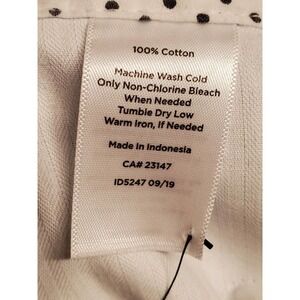 100% Cotton
Machine Wash Cold
Only Non-Chlorine Bleach
When Needed
Tumble Dry Low
Warm Iron, If Needed
Made in Indonesia
CA# 23147
ID5247 09/19